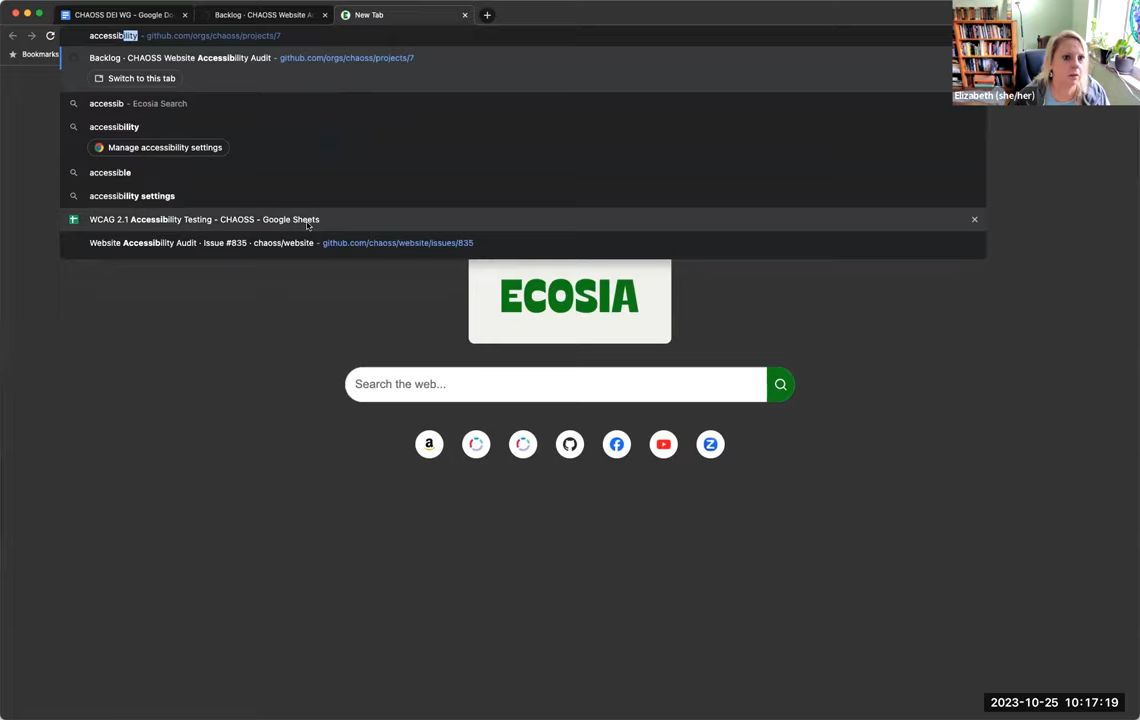 CHAOSS DEI WG - Google Do
Backlog · CHAOSS Website A
New Tab
accessibility - github.com/orgs/chaoss/projects/7
Bookmarks
Backlog · CHAOSS Website Accessibility Audit - github.com/orgs/chaoss/projects/7
Switch to this tab
accessib - Ecosia Search
accessibility
Manage accessibility settings
accessible
accessibility settings
WCAG 2.1 Accessibility Testing - CHAOSS - Google Sheets
Website Accessibility Audit · Issue #835 · chaoss/website - github.com/chaoss/website/issues/835
Elizabeth (she/her)
ECOSIA
Search the web...
2023-10-25 10:17:19